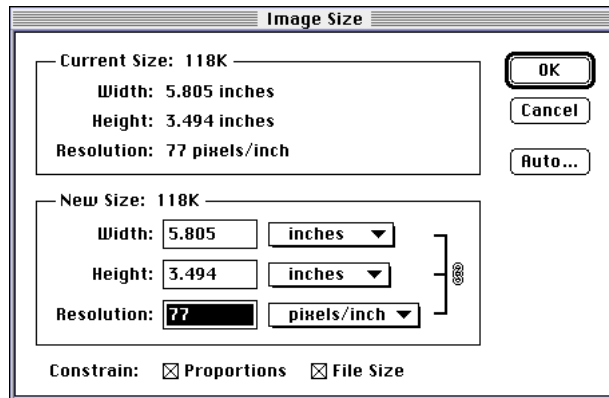 Image Size
Current Size: 118K
Width: 5.805 inches
Height: 3.494 inches
Resolution: 77 pixels/inch
OK
Cancel
Auto...
New Size: 118K
Width: 5.805 inches
Height: 3.494 inches
Resolution: 77 pixels/inch
Constrain: Proportions File Size